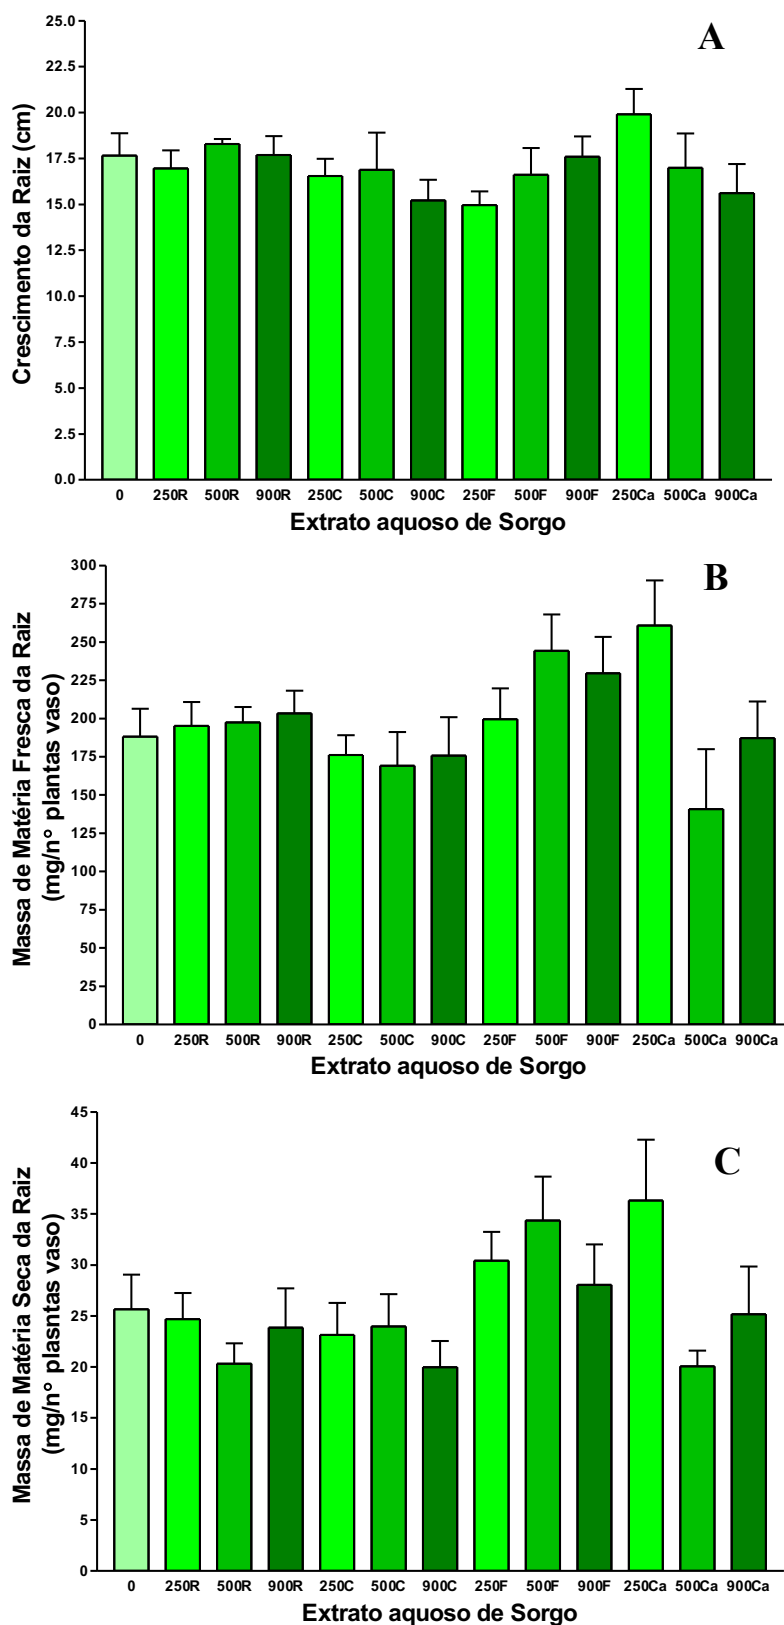 A
Crescimento da Raiz (cm)
25.0
22.5
20.0
17.5
15.0
12.5
10.0
7.5
5.0
2.5
0.0
0 250R 500R 900R 250C 500C 900C 250F 500F 900F 250Ca 500Ca 900Ca
Extrato aquoso de Sorgo
B
Massa de Matéria Fresca da Raiz
(mg/n° plantas vaso)
300
275
250
225
200
175
150
125
100
75
50
25
0
0 250R 500R 900R 250C 500C 900C 250F 500F 900F 250Ca 500Ca 900Ca
Extrato aquoso de Sorgo
C
Massa de Matéria Seca da Raiz
(mg/n° plasntas vaso)
45
40
35
30
25
20
15
10
5
0
0 250R 500R 900R 250C 500C 900C 250F 500F 900F 250Ca 500Ca 900Ca
Extrato aquoso de Sorgo